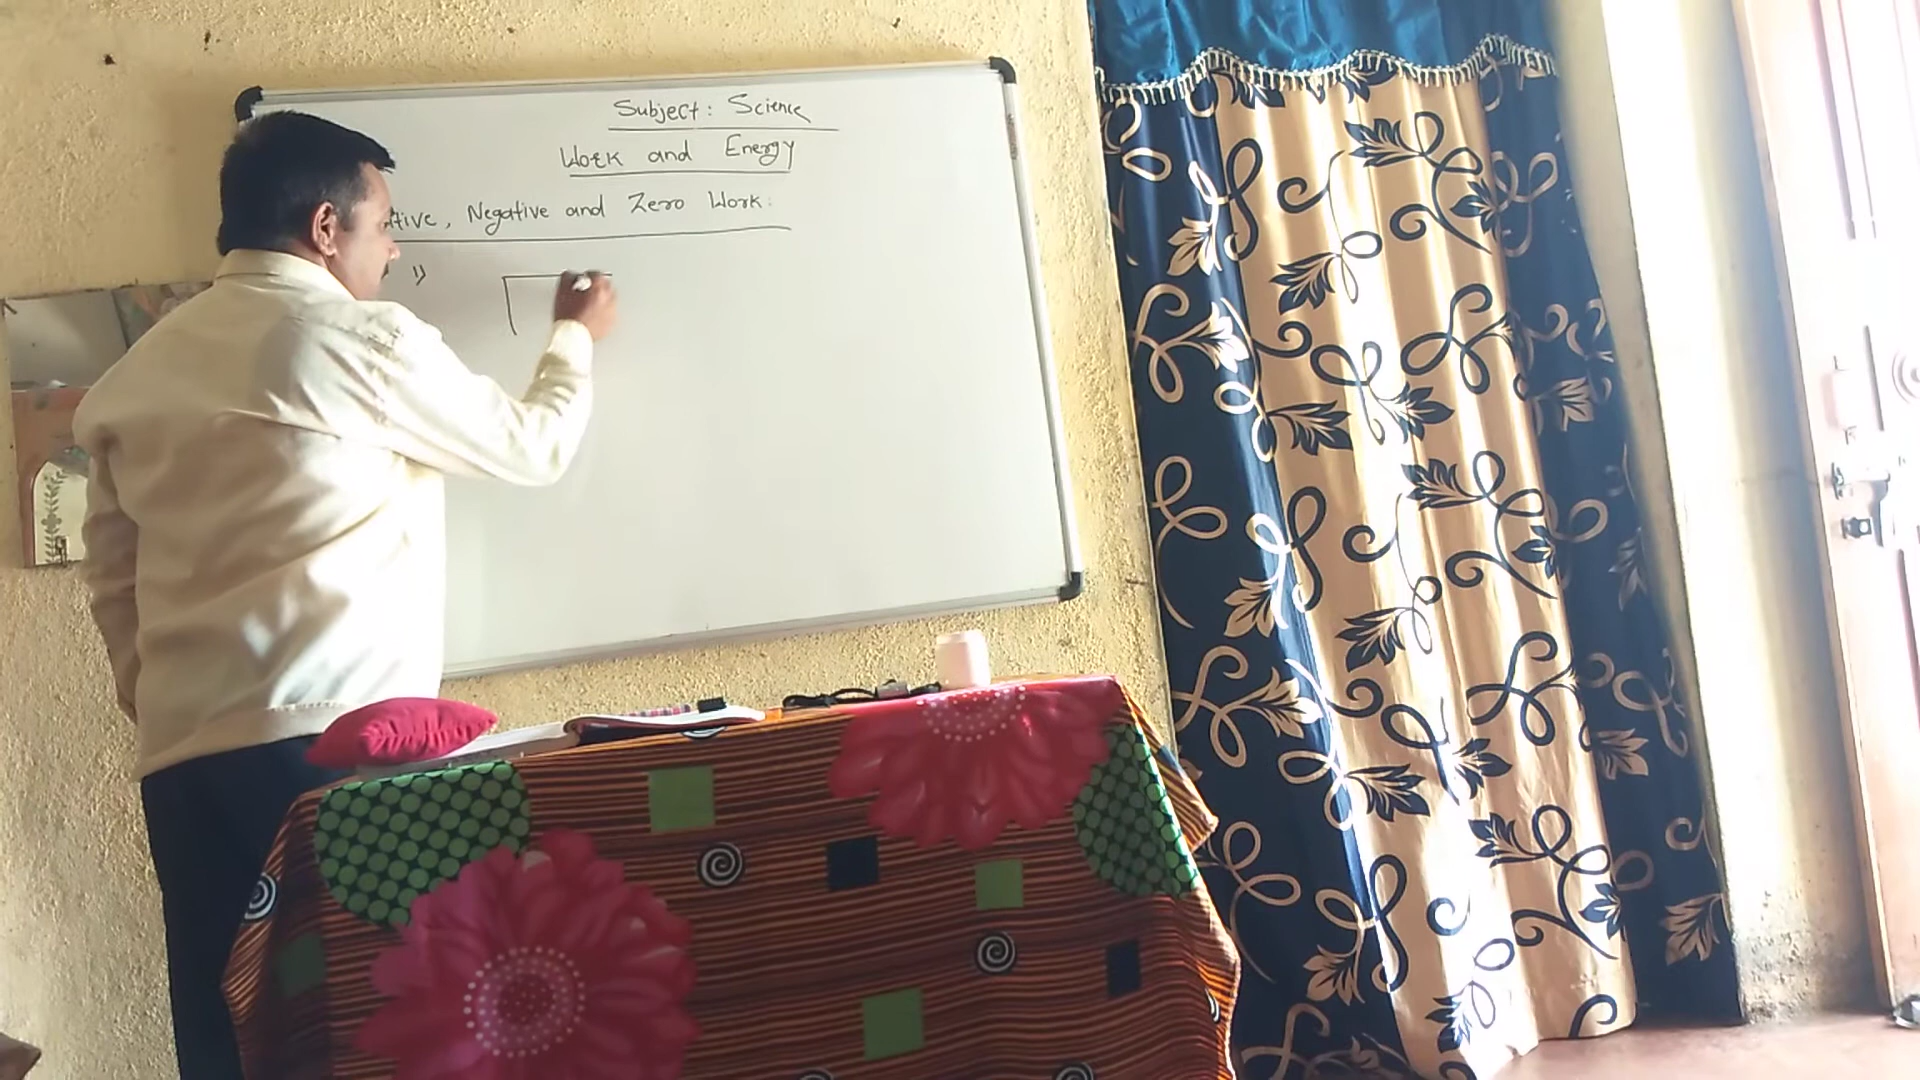 Subject: Science
Work and Energy
ative, Negative and Zero Work:
1)